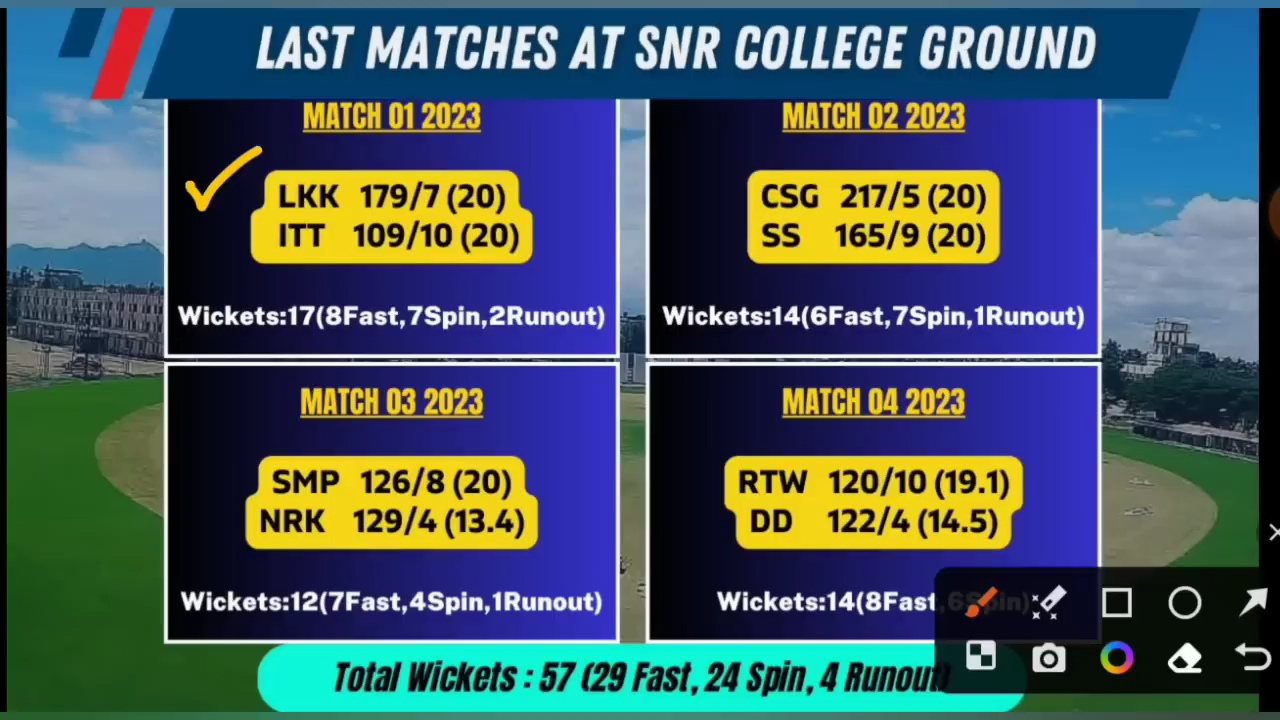 LAST MATCHES AT SNR COLLEGE GROUND
MATCH 01 2023
LKK 179/7 (20)
ITT 109/10 (20)
Wickets:17(8Fast,7Spin,2Runout)
MATCH 02 2023
CSG 217/5 (20)
SS 165/9 (20)
Wickets:14(6Fast,7Spin,1Runout)
MATCH 03 2023
SMP 126/8 (20)
NRK 129/4 (13.4)
Wickets:12(7Fast,4Spin,1Runout)
MATCH 04 2023
RTW 120/10 (19.1)
DD 122/4 (14.5)
Wickets:14(8Fast,6Spin)
Total Wickets : 57 (29 Fast, 24 Spin, 4 Runout)